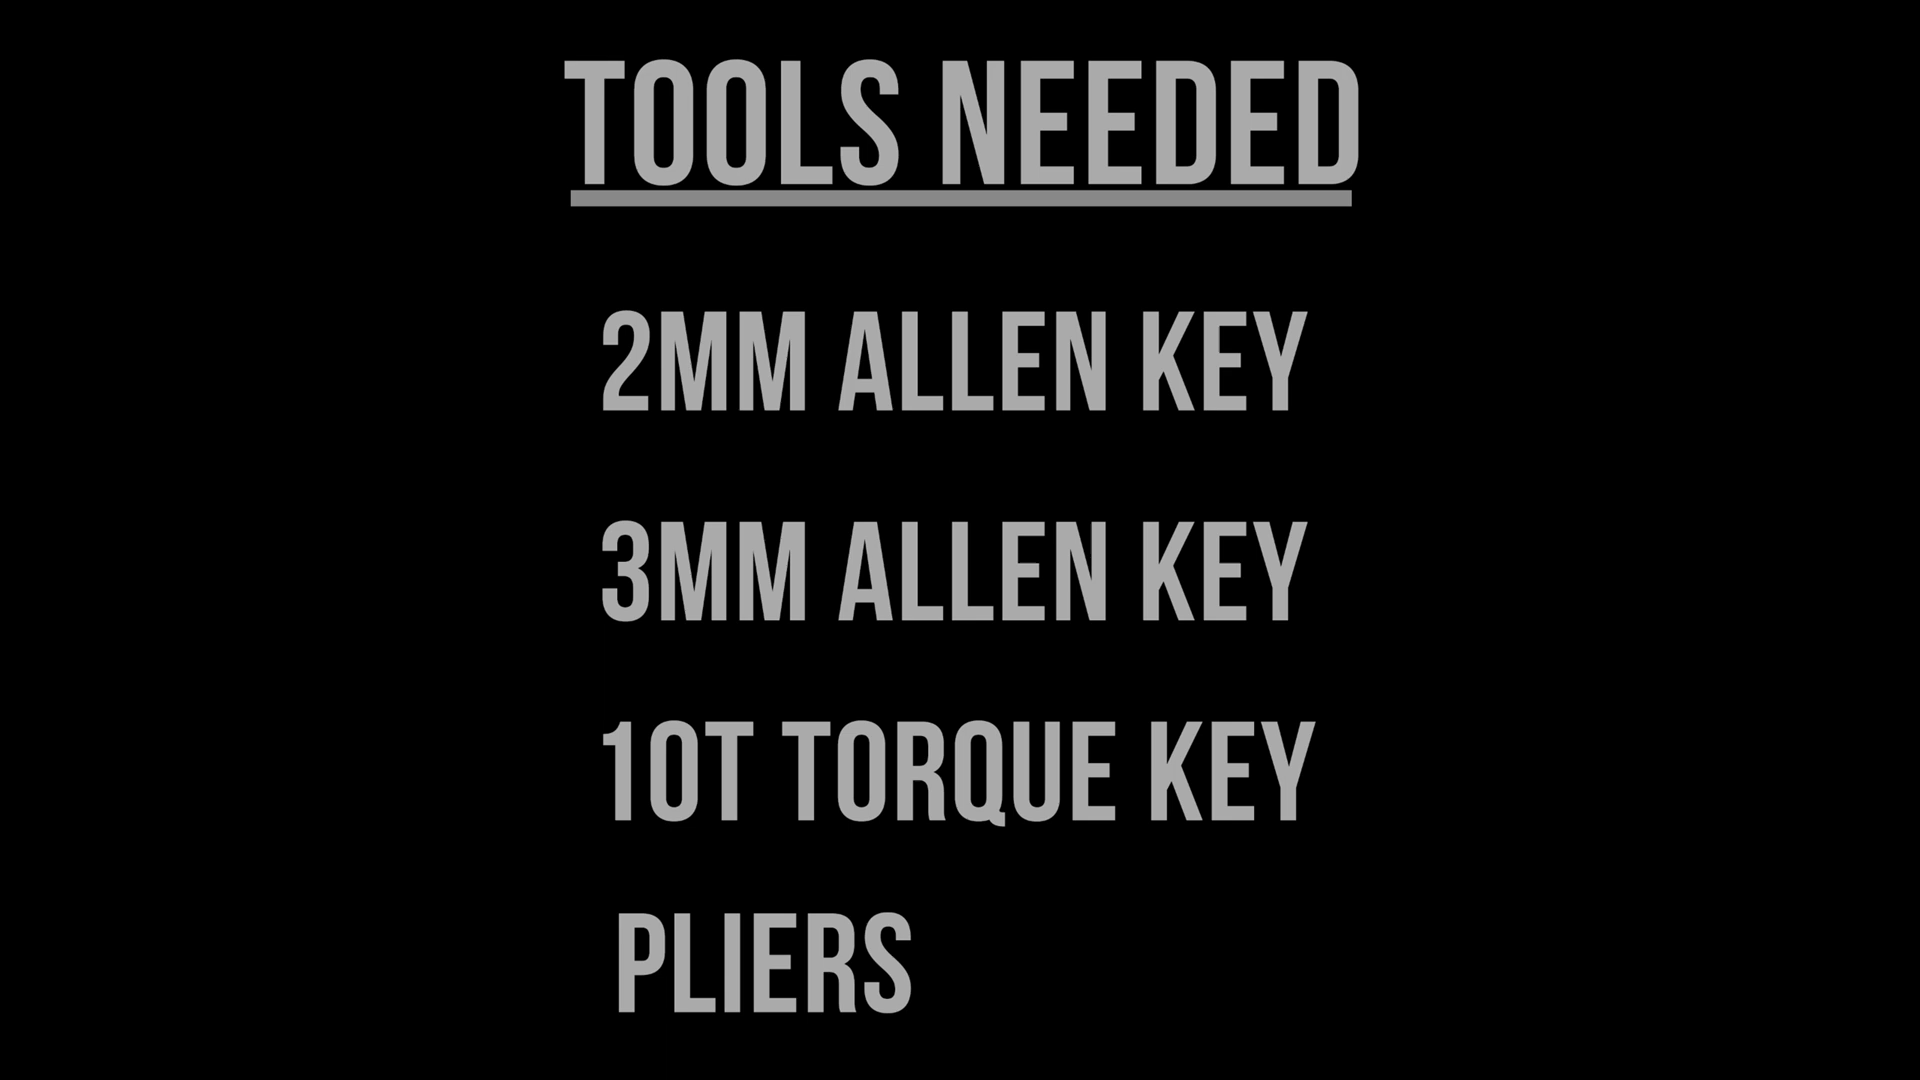 TOOLS NEEDED
2MM ALLEN KEY
3MM ALLEN KEY
10T TORQUE KEY
PLIERS